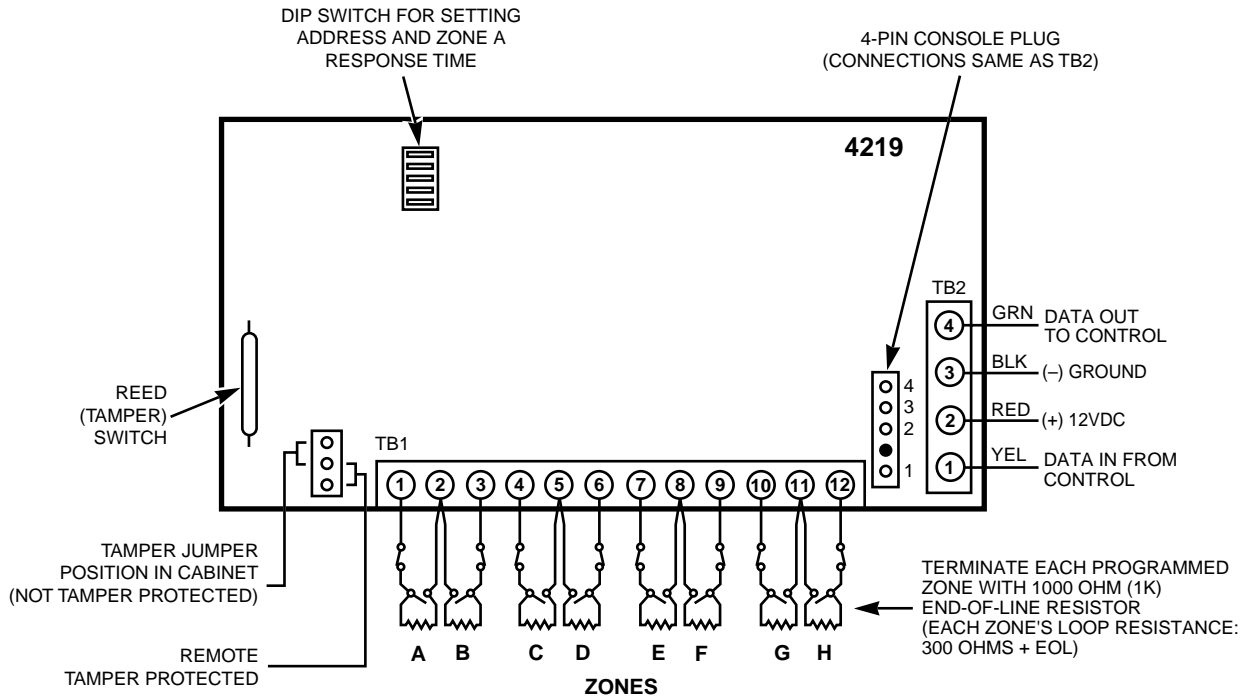 DIP SWITCH FOR SETTING
ADDRESS AND ZONE A
RESPONSE TIME
4-PIN CONSOLE PLUG
(CONNECTIONS SAME AS TB2)
4219
TB2
4 GRN DATA OUT
TO CONTROL
3 BLK (–) GROUND
2 RED (+) 12VDC
1 YEL DATA IN FROM
CONTROL
4
3
2
1
REED
(TAMPER)
SWITCH
TB1
1 2 3 4 5 6 7 8 9 10 11 12
TAMPER JUMPER
POSITION IN CABINET
(NOT TAMPER PROTECTED)
REMOTE
TAMPER PROTECTED
TERMINATE EACH PROGRAMMED
ZONE WITH 1000 OHM (1K)
END-OF-LINE RESISTOR
(EACH ZONE'S LOOP RESISTANCE:
300 OHMS + EOL)
A B C D E F G H
ZONES